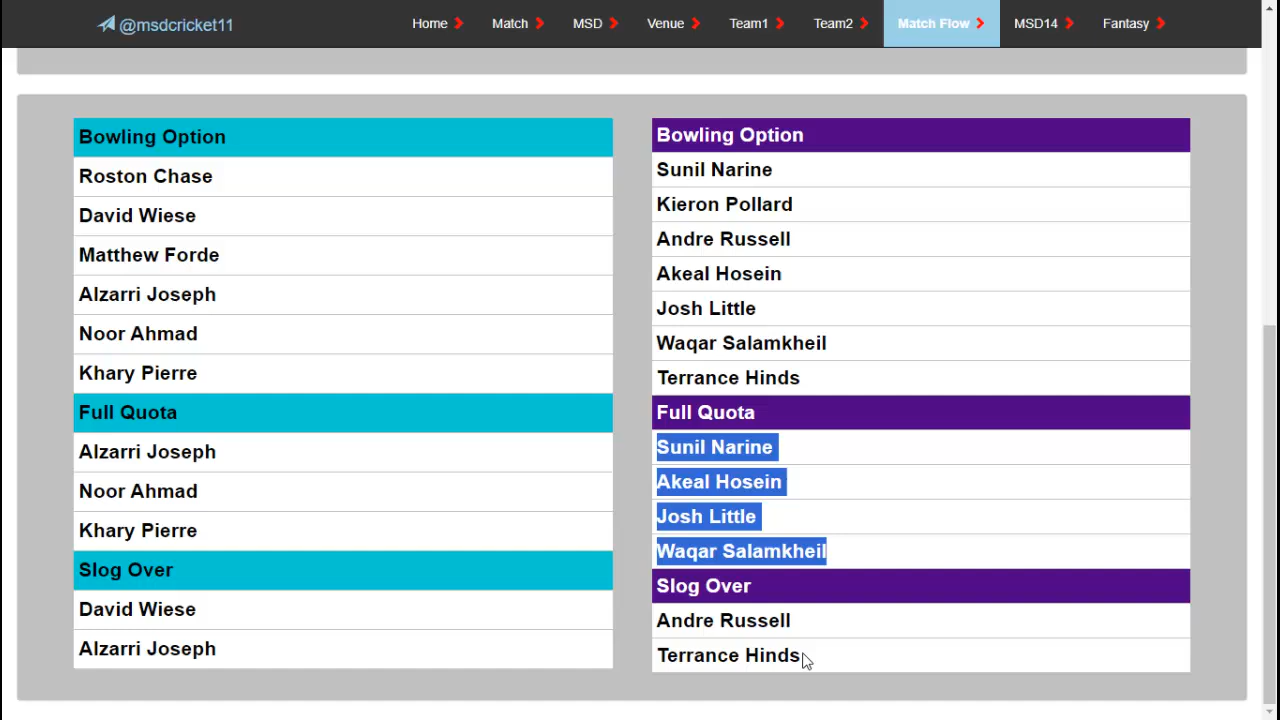 @msdcricket11
Home Match MSD Venue Team1 Team2 Match Flow MSD14 Fantasy
Bowling Option
Roston Chase
David Wiese
Matthew Forde
Alzarri Joseph
Noor Ahmad
Khary Pierre
Full Quota
Alzarri Joseph
Noor Ahmad
Khary Pierre
Slog Over
David Wiese
Alzarri Joseph
Bowling Option
Sunil Narine
Kieron Pollard
Andre Russell
Akeal Hosein
Josh Little
Waqar Salamkheil
Terrance Hinds
Full Quota
Sunil Narine
Akeal Hosein
Josh Little
Waqar Salamkheil
Slog Over
Andre Russell
Terrance Hinds